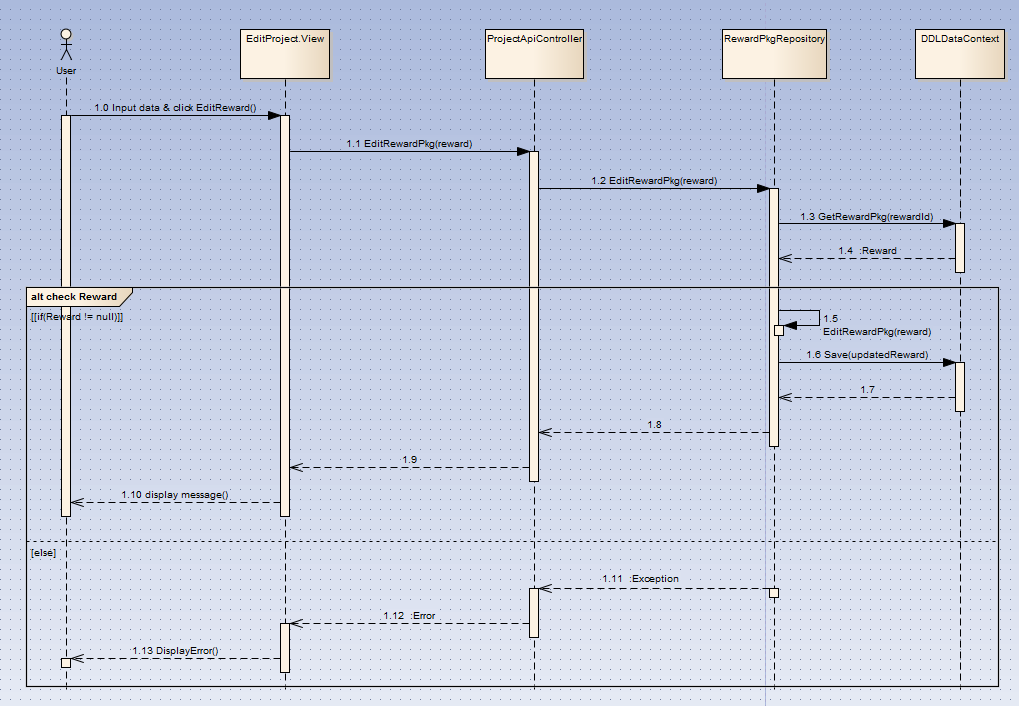 User
EditProject.View
ProjectApiController
RewardPkgRepository
DDLDataContext
1.0 Input data & click EditReward()
1.1 EditRewardPkg(reward)
1.2 EditRewardPkg(reward)
1.3 GetRewardPkg(rewardId)
1.4 :Reward
alt check Reward
[[if(Reward != null)]]
1.5
EditRewardPkg(reward)
1.6 Save(updatedReward)
1.7
1.8
1.9
1.10 display message()
[else]
1.11 :Exception
1.12 :Error
1.13 DisplayError()